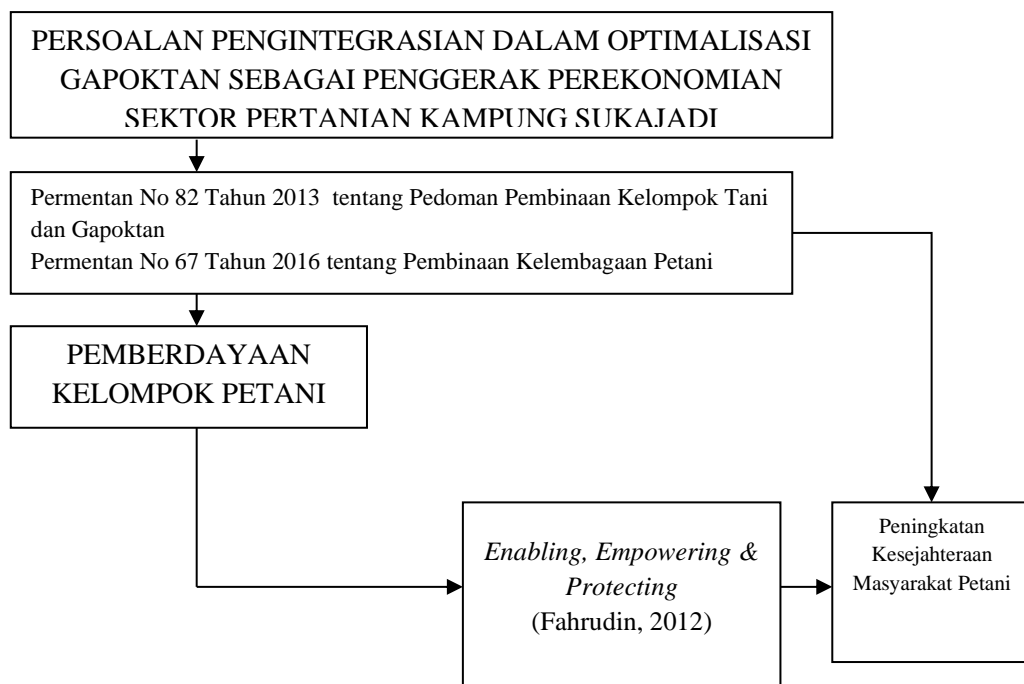 PERSOALAN PENGINTEGRASIAN DALAM OPTIMALISASI
GAPOKTAN SEBAGAI PENGGERAK PEREKONOMIAN
SEKTOR PERTANIAN KAMPUNG SUKAJADI
Permentan No 82 Tahun 2013  tentang Pedoman Pembinaan Kelompok Tani
dan Gapoktan
Permentan No 67 Tahun 2016 tentang Pembinaan Kelembagaan Petani
PEMBERDAYAAN
KELOMPOK PETANI
Enabling, Empowering &
Protecting
(Fahrudin, 2012)
Peningkatan
Kesejahteraan
Masyarakat Petani